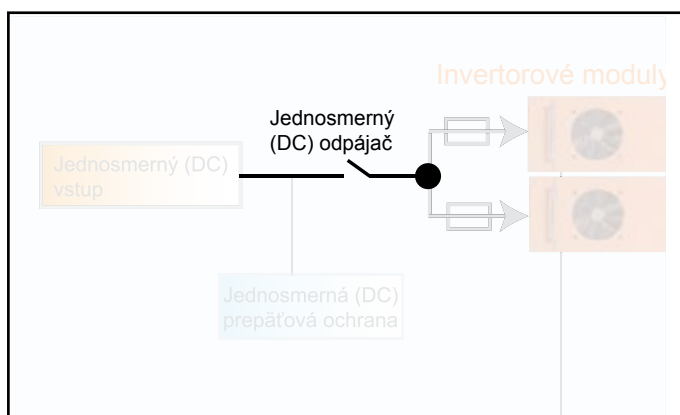 Invertorové moduly
Jednosmerný
(DC) odpájač
Jednosmerný (DC)
vstup
Jednosmerná (DC)
prepäťová ochrana